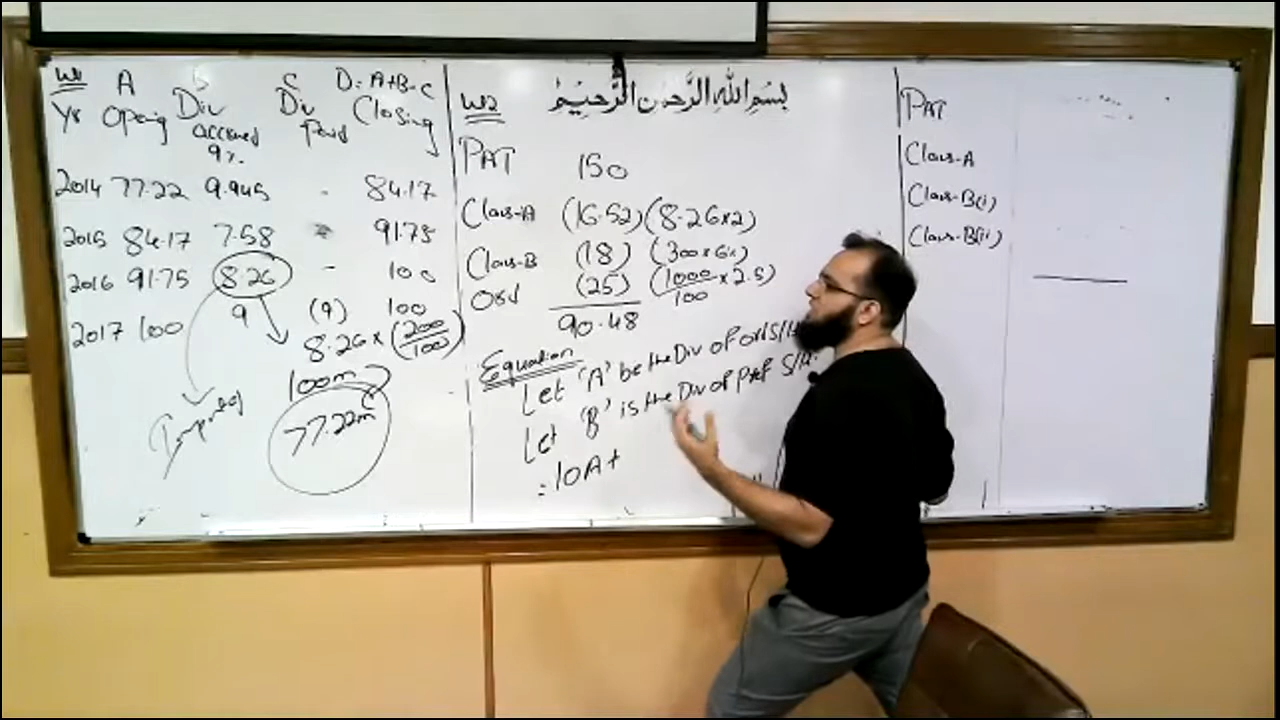 W1
A
C
D=A+B-C
Yr Opening Div accrued 9%. Div Paid Closing
2014 77.22 9.945 - 84.17
2015 84.17 7.58 - 91.75
2016 91.75 8.26 - 100
2017 100 9 (9) 100
8.26 x (200/100)
100m
77.22m
W2
بسم الله الرحمن الرحيم
PAT 150
Class-A (16.52) (8.26x2)
Class-B (18) (300x6%)
Ord (25) (1000/100 x 2.5)
90.48
Equation
Let 'A' be the Div of ord S/H
Let 'B' is the Div of Pref S/H.
= 10A+
PAT
Class-A
Class-B(i)
Class-B(ii)